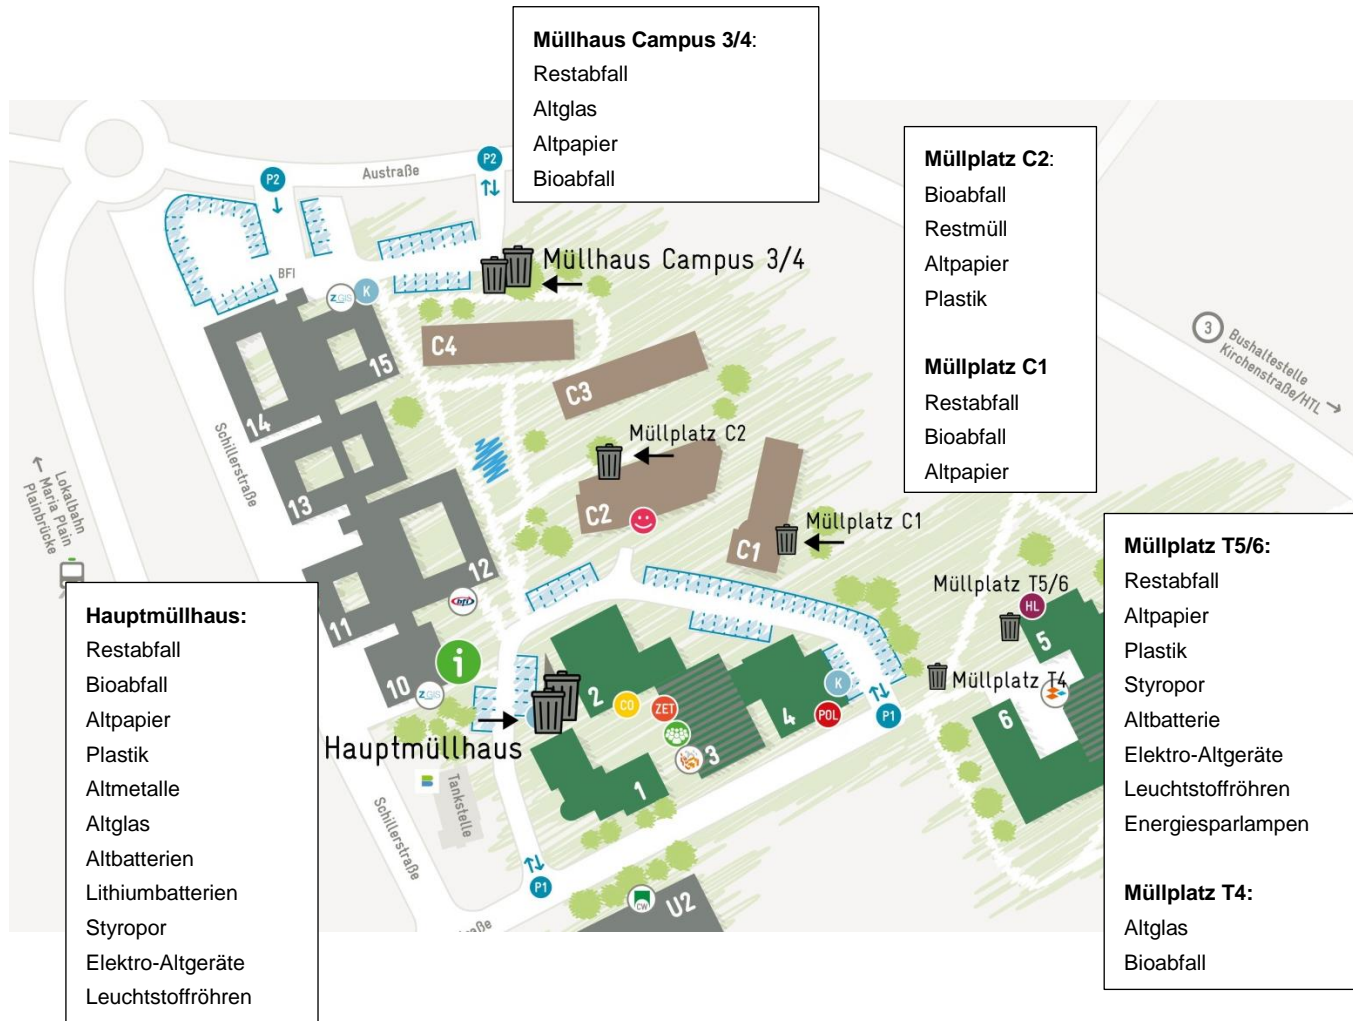 Müllhaus Campus 3/4:
Restabfall
Altglas
Altpapier
Bioabfall
Müllplatz C2:
Bioabfall
Restmüll
Altpapier
Plastik
Müllplatz C1
Restabfall
Bioabfall
Altpapier
P2
P2
Austraße
BFI
Z_GIS
K
Müllhaus Campus 3/4
C4
C3
15
14
13
12
11
10
Schillerstraße
Müllplatz C2
C2
Müllplatz C1
C1
3
Bushaltestelle
Kirchenstraße/HTL
Lokalbahn
Maria Plain
Plainbrücke
bfi
i
Z_GIS
Müllplatz T5/6
HL
5
Müllplatz T4
6
2
CO
ZET
3
4
K
POL
P1
Hauptmüllhaus
1
Tankstelle
Schillerstraße
P1
CW
U2
straße
Hauptmüllhaus:
Restabfall
Bioabfall
Altpapier
Plastik
Altmetalle
Altglas
Altbatterien
Lithiumbatterien
Styropor
Elektro-Altgeräte
Leuchtstoffröhren
Müllplatz T5/6:
Restabfall
Altpapier
Plastik
Styropor
Altbatterie
Elektro-Altgeräte
Leuchtstoffröhren
Energiesparlampen
Müllplatz T4:
Altglas
Bioabfall